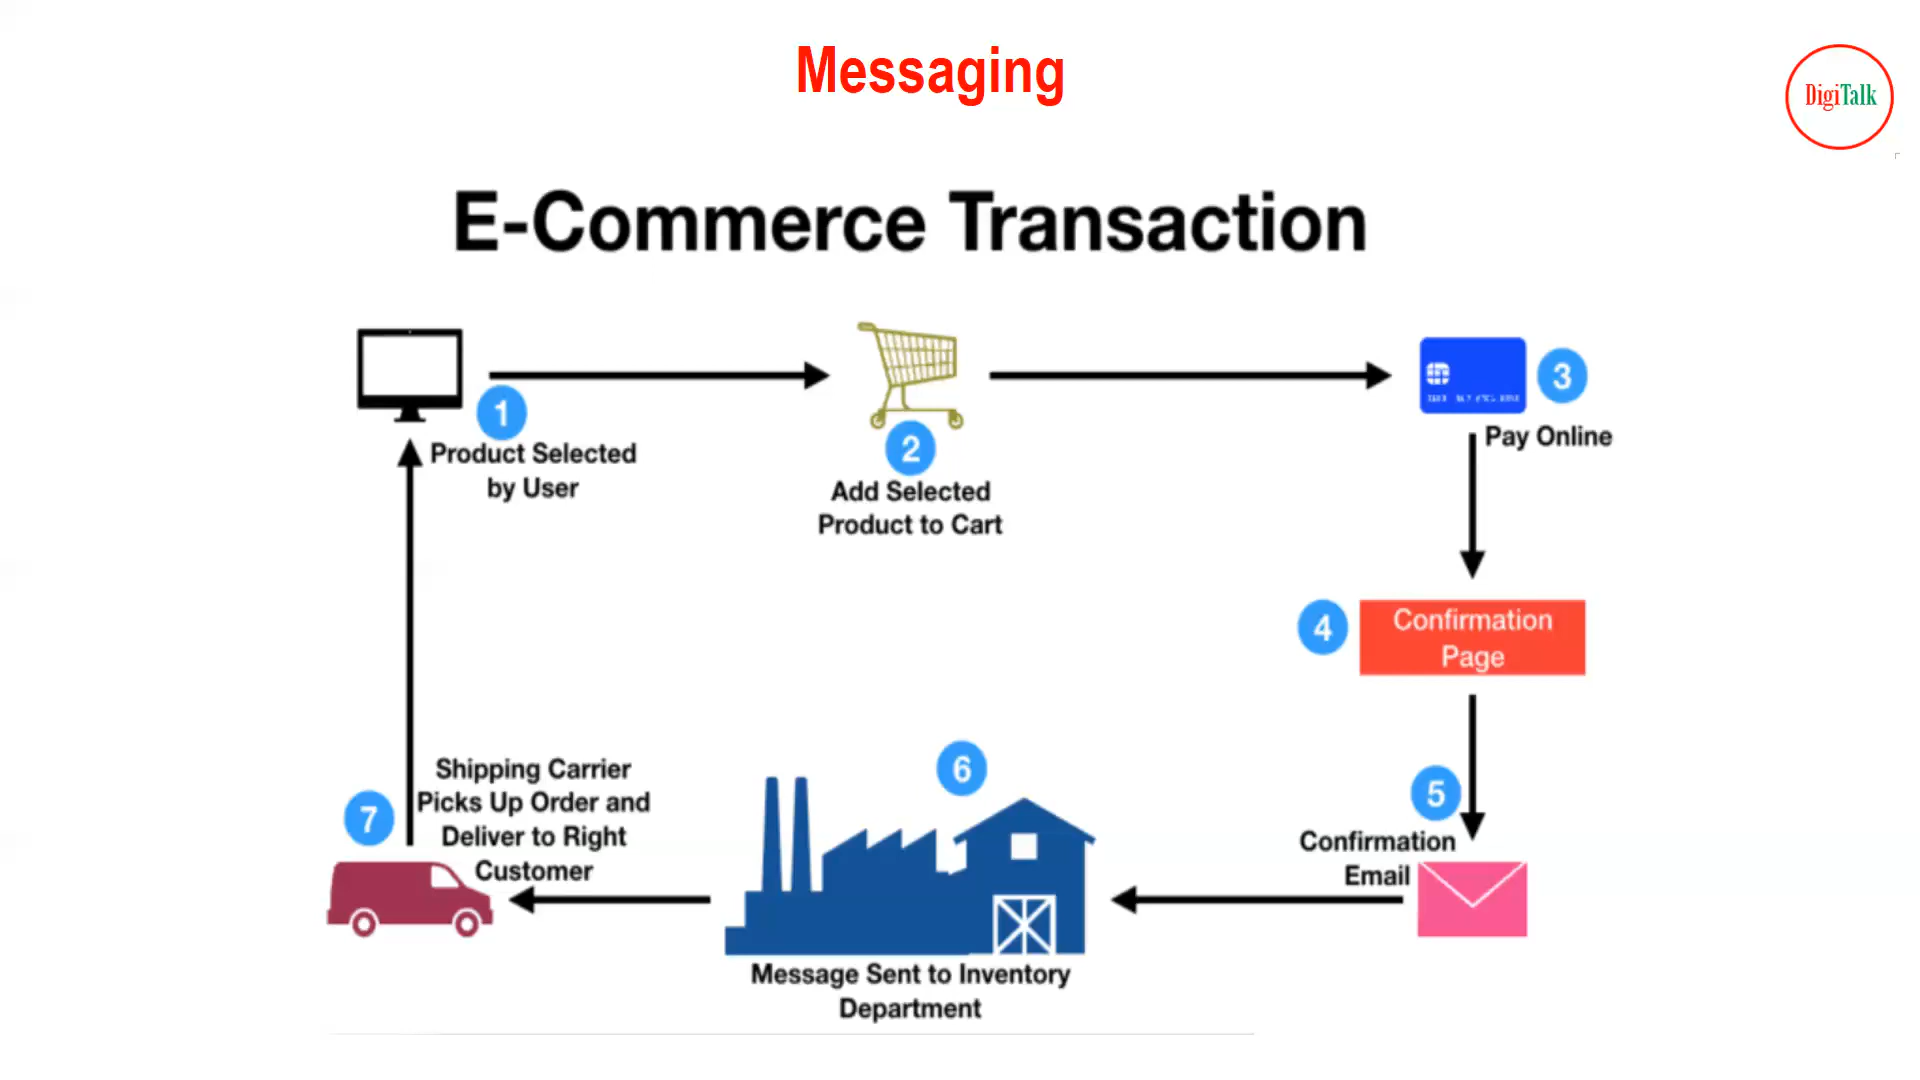 Messaging
DigiTalk
E-Commerce Transaction
1
Product Selected
by User
2
Add Selected
Product to Cart
3
Pay Online
4
Confirmation
Page
5
Confirmation
Email
6
Message Sent to Inventory
Department
7
Shipping Carrier
Picks Up Order and
Deliver to Right
Customer